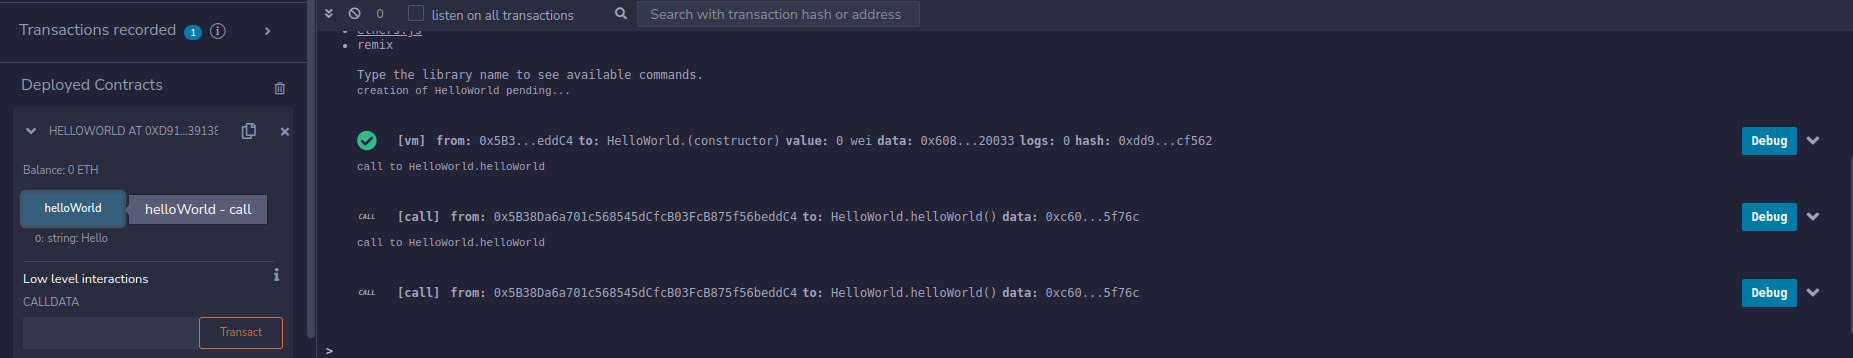 Transactions recorded 1
Deployed Contracts
HELLOWORLD AT 0XD91...39138
Balance: 0 ETH
helloWorld
helloWorld - call
0: string: Hello
Low level interactions
CALLDATA
Transact
0
listen on all transactions
Search with transaction hash or address
ethers.js
remix
Type the library name to see available commands.
creation of HelloWorld pending...
[vm] from: 0x5B3...eddC4 to: HelloWorld.(constructor) value: 0 wei data: 0x608...20033 logs: 0 hash: 0xdd9...cf562
Debug
call to HelloWorld.helloWorld
CALL [call] from: 0x5B38Da6a701c568545dCfcB03FcB875f56beddC4 to: HelloWorld.helloWorld() data: 0xc60...5f76c
Debug
call to HelloWorld.helloWorld
CALL [call] from: 0x5B38Da6a701c568545dCfcB03FcB875f56beddC4 to: HelloWorld.helloWorld() data: 0xc60...5f76c
Debug
>